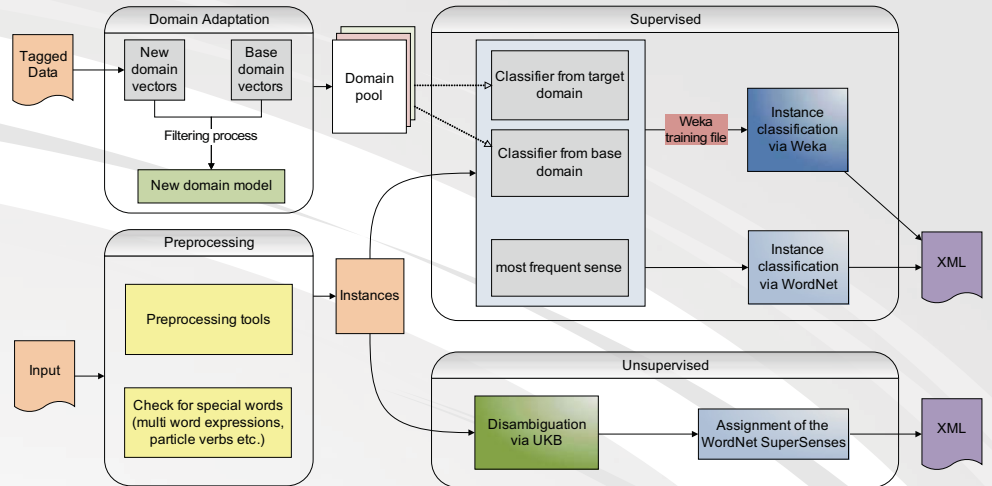 Domain Adaptation
Tagged
Data
New
domain
vectors
Base
domain
vectors
Filtering process
New domain model
Domain
pool
Supervised
Classifier from target
domain
Classifier from base
domain
most frequent sense
Weka
training file
Instance
classification
via Weka
Instance
classification
via WordNet
XML
Preprocessing
Input
Preprocessing tools
Check for special words
(multi word expressions,
particle verbs etc.)
Instances
Unsupervised
Disambiguation
via UKB
Assignment of the
WordNet SuperSenses
XML